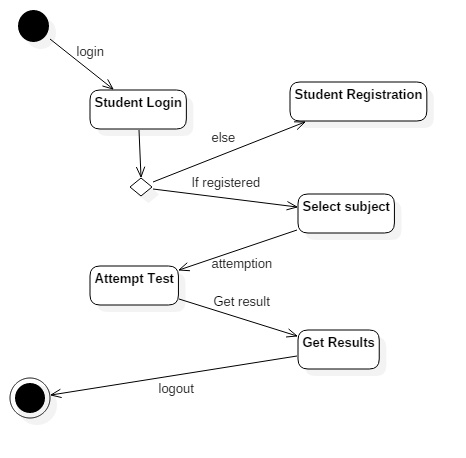 login
Student Login
Student Registration
else
If registered
Select subject
attemption
Attempt Test
Get result
Get Results
logout